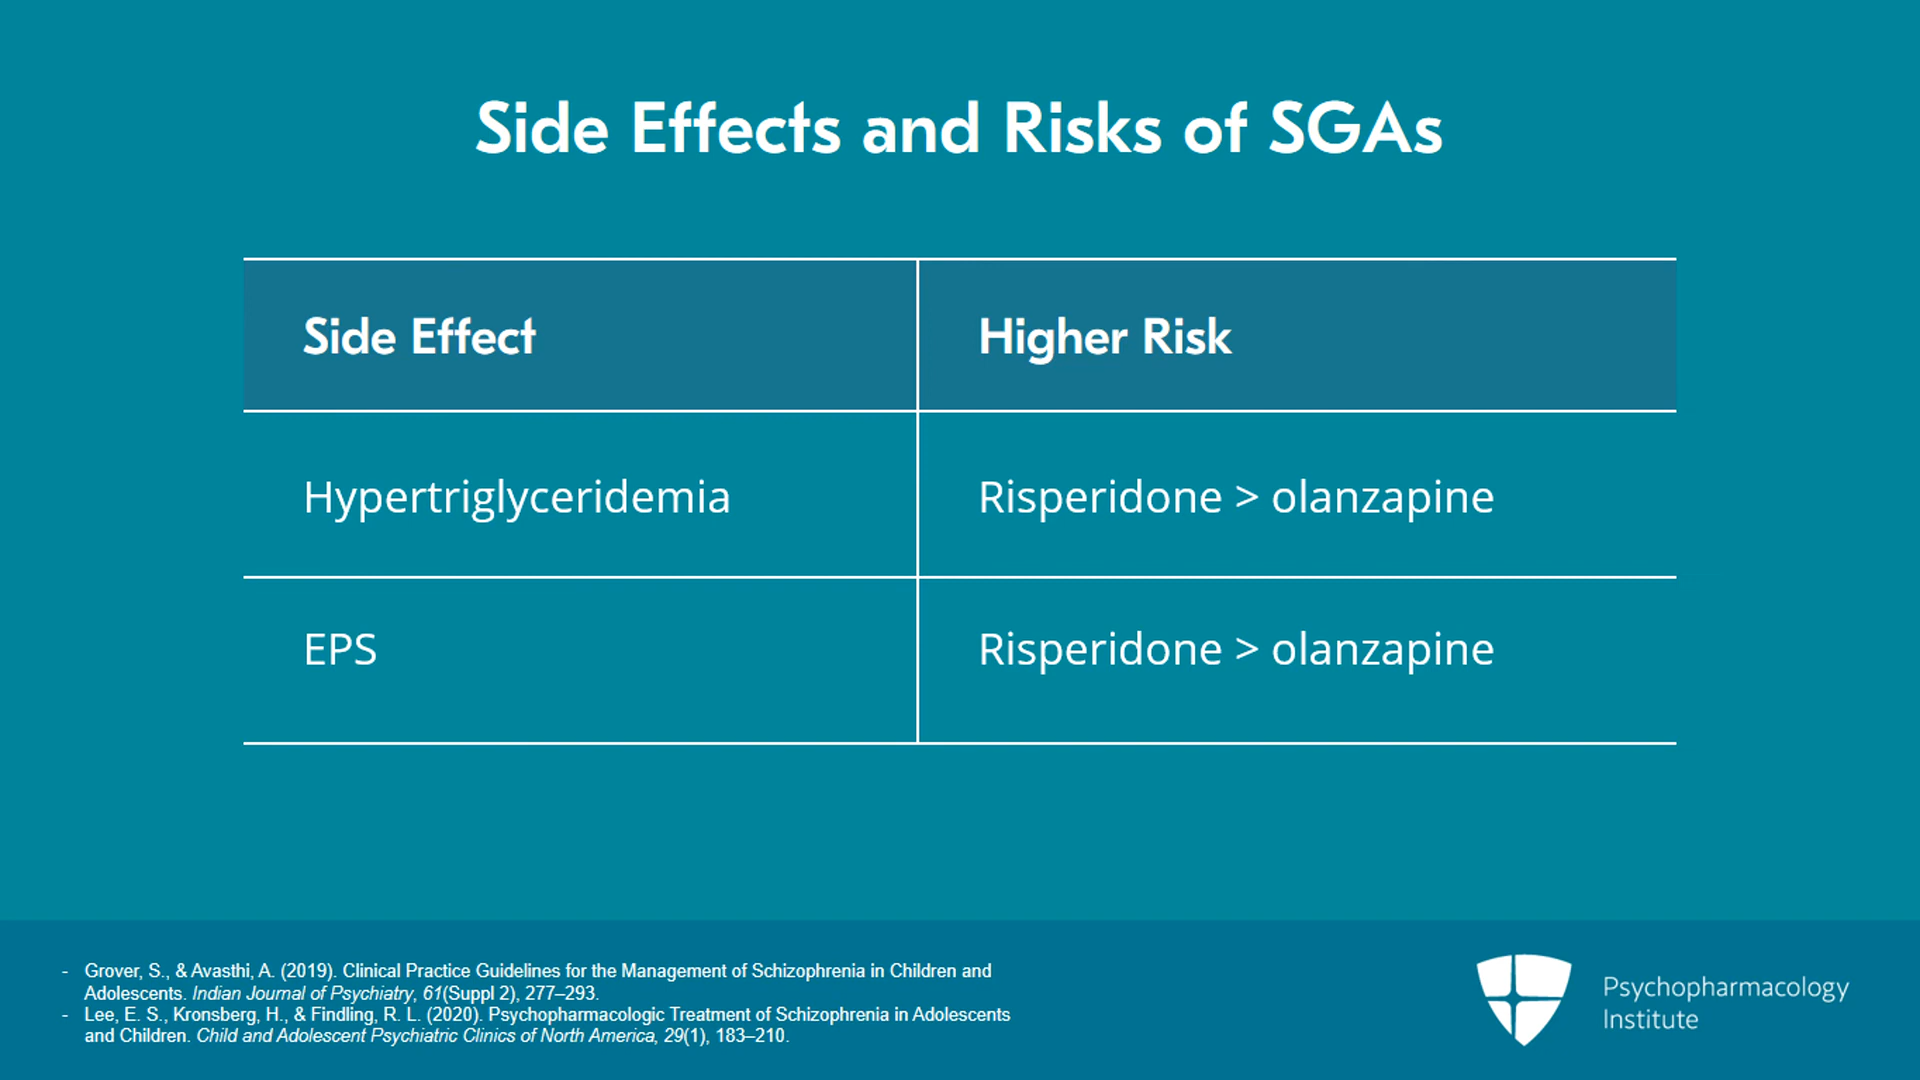 Side Effects and Risks of SGAs
Side Effect
Higher Risk
Hypertriglyceridemia
Risperidone > olanzapine
EPS
Risperidone > olanzapine
- Grover, S., & Avasthi, A. (2019). Clinical Practice Guidelines for the Management of Schizophrenia in Children and
Adolescents. Indian Journal of Psychiatry, 61(Suppl 2), 277–293.
- Lee, E. S., Kronsberg, H., & Findling, R. L. (2020). Psychopharmacologic Treatment of Schizophrenia in Adolescents
and Children. Child and Adolescent Psychiatric Clinics of North America, 29(1), 183–210.
Psychopharmacology
Institute